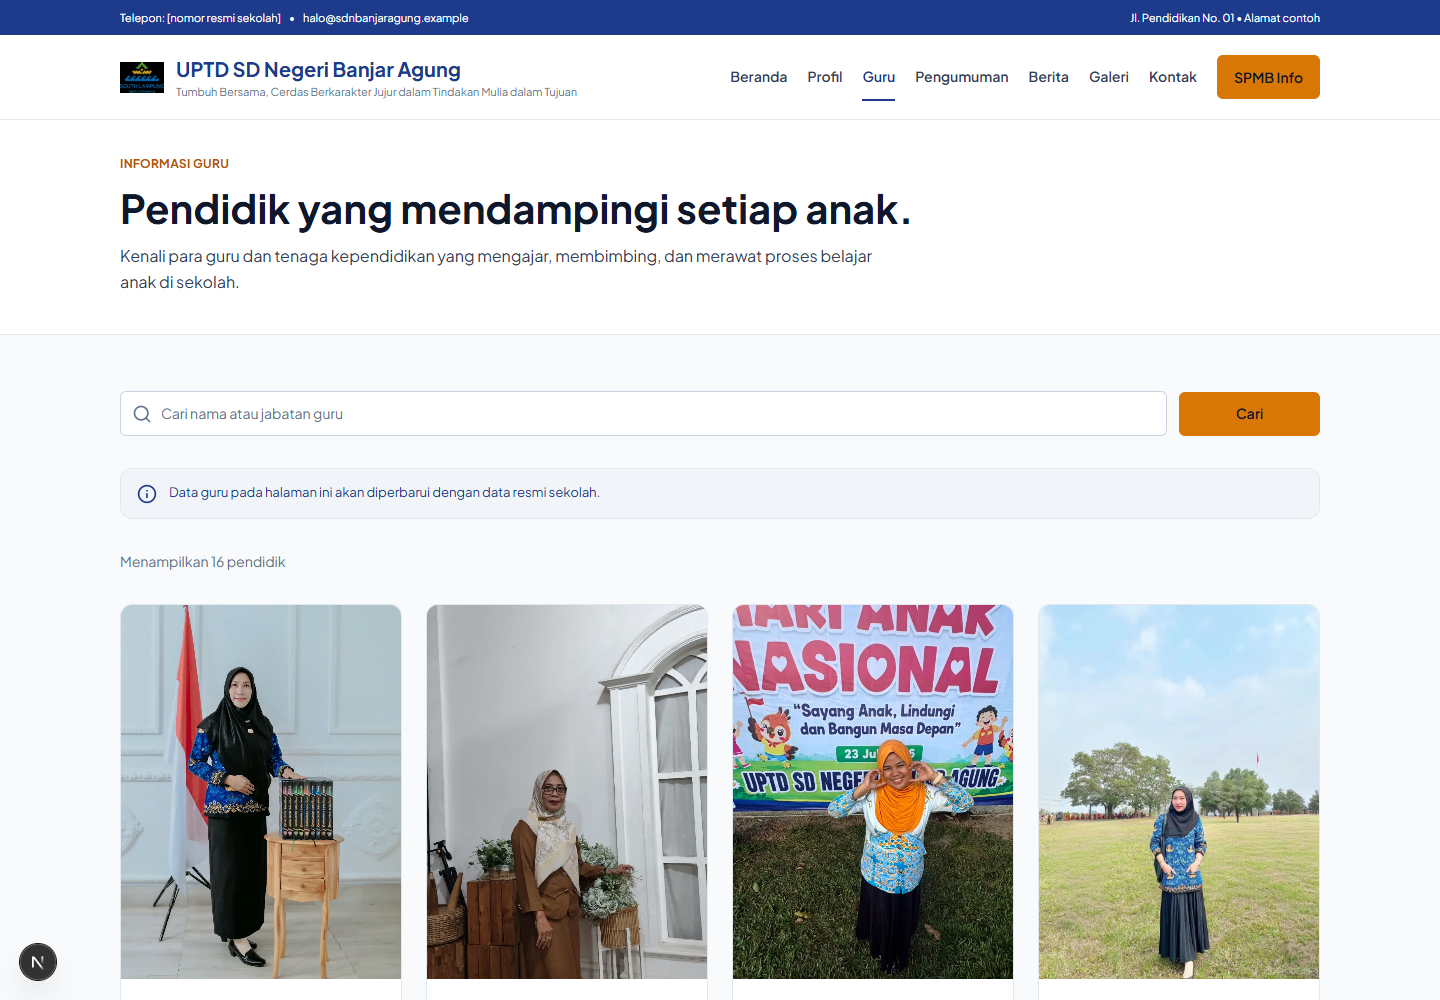 Telepon: [nomor resmi sekolah] • halo@sdnbanjaragung.example
Jl. Pendidikan No. 01 • Alamat contoh
UPTD SD Negeri Banjar Agung
Tumbuh Bersama, Cerdas Berkarakter Jujur dalam Tindakan Mulia dalam Tujuan
Beranda Profil Guru Pengumuman Berita Galeri Kontak SPMB Info
INFORMASI GURU
Pendidik yang mendampingi setiap anak.
Kenali para guru dan tenaga kependidikan yang mengajar, membimbing, dan merawat proses belajar
anak di sekolah.
Cari nama atau jabatan guru
Cari
Data guru pada halaman ini akan diperbarui dengan data resmi sekolah.
Menampilkan 16 pendidik
HARI ANAK
NASIONAL
“Sayang Anak, Lindungi
dan Bangun Masa Depan”
23
UPTD SD AGUNG
N